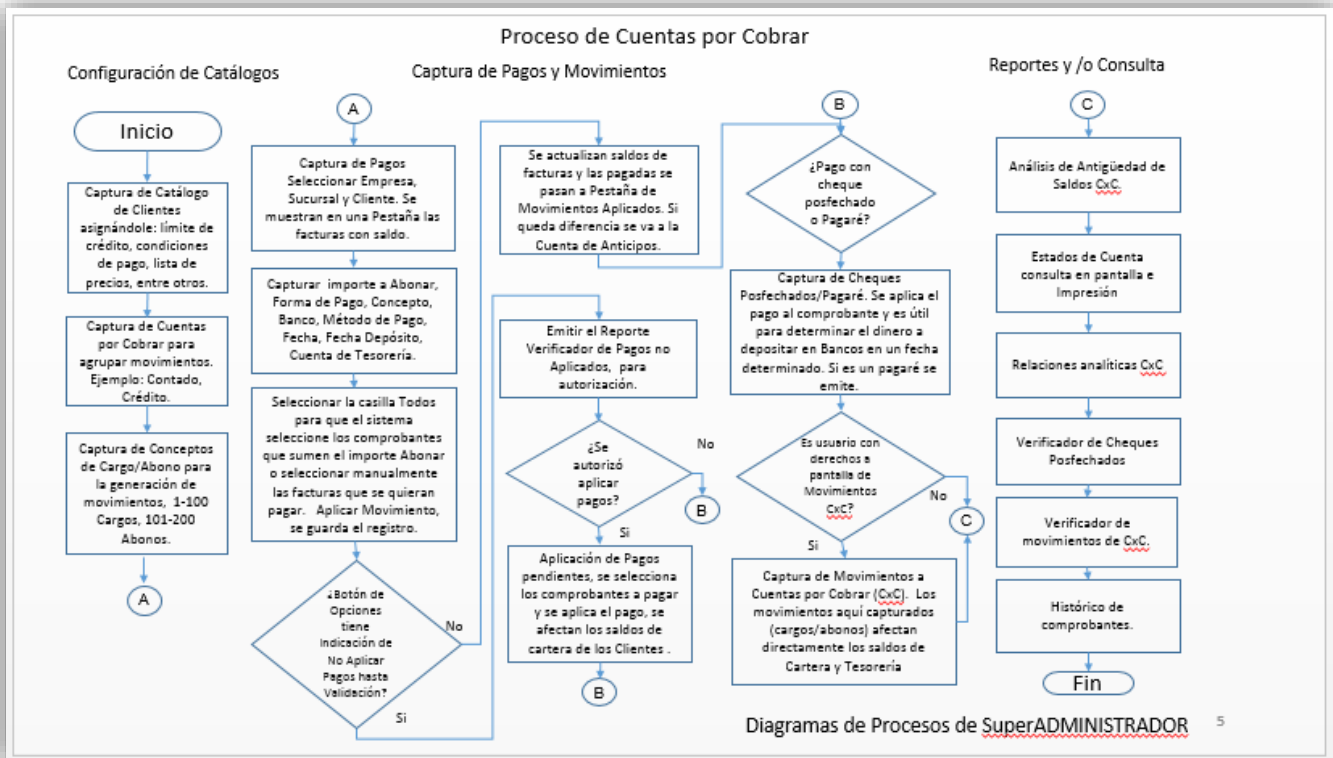 Proceso de Cuentas por Cobrar
Configuración de Catálogos
Captura de Pagos y Movimientos
Reportes y /o Consulta
Inicio
Captura de Catálogo
de Clientes
asignándole: límite de
crédito, condiciones
de pago, lista de
precios, entre otros.
Captura de Cuentas
por Cobrar para
agrupar movimientos.
Ejemplo: Contado,
Crédito.
Captura de Conceptos
de Cargo/Abono para
la generación de
movimientos, 1-100
Cargos, 101-200
Abonos.
A
A
Captura de Pagos
Seleccionar Empresa,
Sucursal y Cliente. Se
muestran en una Pestaña las
facturas con saldo.
Capturar importe a Abonar,
Forma de Pago, Concepto,
Banco, Método de Pago,
Fecha, Fecha Depósito,
Cuenta de Tesorería.
Seleccionar la casilla Todos
para que el sistema
seleccione los comprobantes
que sumen el importe Abonar
o seleccionar manualmente
las facturas que se quieran
pagar. Aplicar Movimiento,
se guarda el registro.
¿Botón de
Opciones
tiene
Indicación de
No Aplicar
Pagos hasta
Validación?
No
Si
Se actualizan saldos de
facturas y las pagadas se
pasan a Pestaña de
Movimientos Aplicados. Si
queda diferencia se va a la
Cuenta de Anticipos.
Emitir el Reporte
Verificador de Pagos no
Aplicados, para
autorización.
¿Se
autorizó
aplicar
pagos?
No
B
Si
Aplicación de Pagos
pendientes, se selecciona
los comprobantes a pagar
y se aplica el pago, se
afectan los saldos de
cartera de los Clientes .
B
B
¿Pago con
cheque
posfechado
o Pagaré?
Captura de Cheques
Posfechados/Pagaré. Se aplica el
pago al comprobante y es útil
para determinar el dinero a
depositar en Bancos en un fecha
determinado. Si es un pagaré se
emite.
Es usuario con
derechos a
pantalla de
Movimientos
CxC?
No
C
Si
Captura de Movimientos a
Cuentas por Cobrar (CxC). Los
movimientos aquí capturados
(cargos/abonos) afectan
directamente los saldos de
Cartera y Tesorería
C
Análisis de Antigüedad de
Saldos CxC.
Estados de Cuenta
consulta en pantalla e
Impresión
Relaciones analíticas CxC
Verificador de Cheques
Posfechados
Verificador de
movimientos de CxC.
Histórico de
comprobantes.
Fin
Diagramas de Procesos de SuperADMINISTRADOR
5